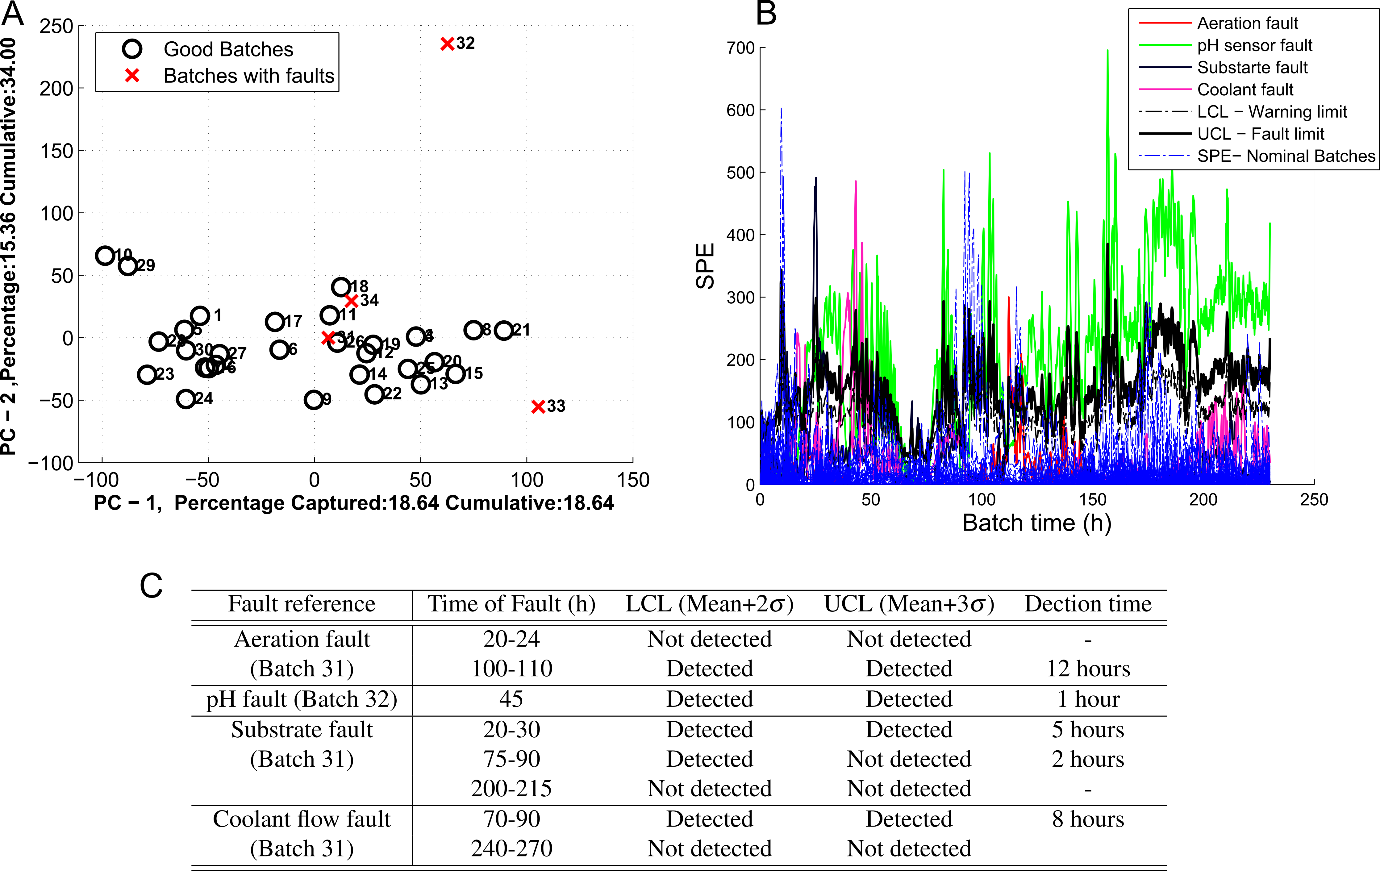 A
PC − 2 ,Percentage:15.36 Cumulative:34.00
250
200
150
100
50
0
−50
−100
Good Batches
Batches with faults
32
10
29
18
34
1
11
17
5
31
26
19
3
8
21
30
27
6
12
20
2
23
14
25
13
15
24
9
22
33
−100
−50
0
50
100
150
PC − 1, Percentage Captured:18.64 Cumulative:18.64
B
SPE
700
600
500
400
300
200
100
0
Aeration fault
pH sensor fault
Substarte fault
Coolant fault
LCL − Warning limit
UCL − Fault limit
SPE− Nominal Batches
0
50
100
150
200
250
Batch time (h)
C
Fault reference Time of Fault (h) LCL (Mean+2σ) UCL (Mean+3σ) Dection time
Aeration fault 20-24 Not detected Not detected -
(Batch 31) 100-110 Detected Detected 12 hours
pH fault (Batch 32) 45 Detected Detected 1 hour
Substrate fault 20-30 Detected Detected 5 hours
(Batch 31) 75-90 Detected Not detected 2 hours
200-215 Not detected Not detected -
Coolant flow fault 70-90 Detected Detected 8 hours
(Batch 31) 240-270 Not detected Not detected